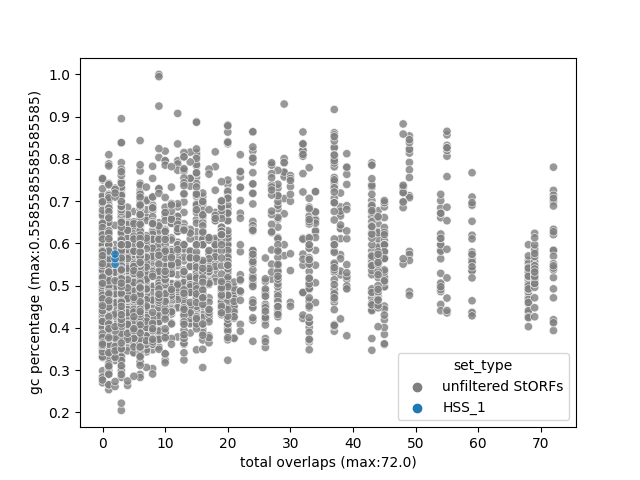 1.0
0.9
0.8
0.7
0.6
0.5
0.4
0.3
0.2
gc percentage (max:0.5585585585585585)
set_type
unfiltered StORFs
HSS_1
0 10 20 30 40 50 60 70
total overlaps (max:72.0)